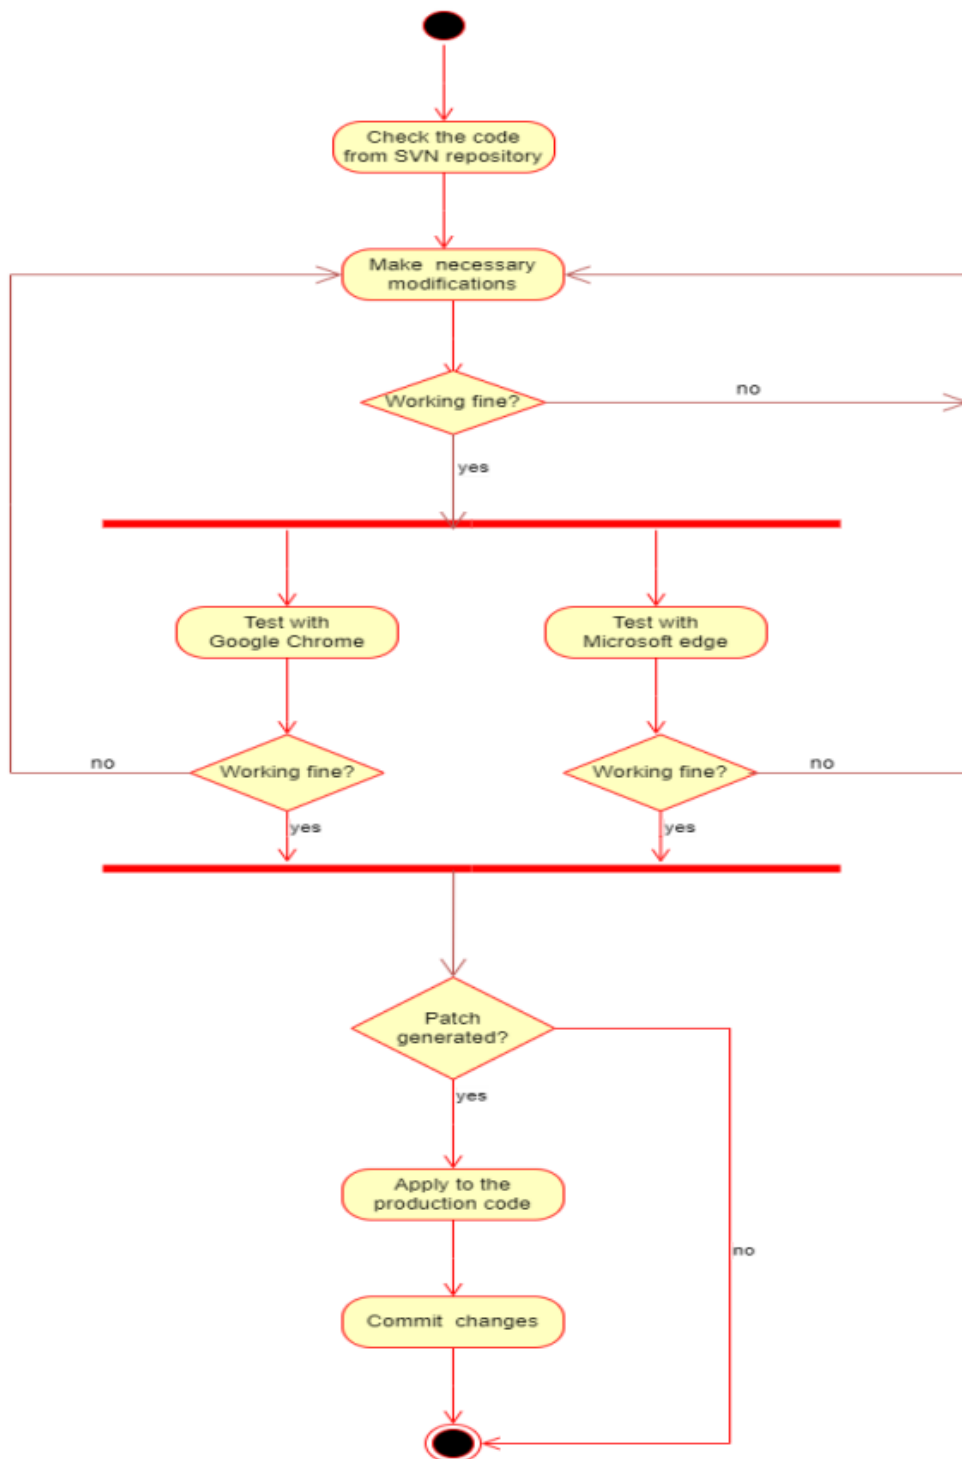 Check the code
from SVN repository
Make necessary
modifications
Working fine?
no
yes
Test with
Google Chrome
Test with
Microsoft edge
no
Working fine?
Working fine?
no
yes
yes
Patch
generated?
yes
Apply to the
production code
no
Commit changes